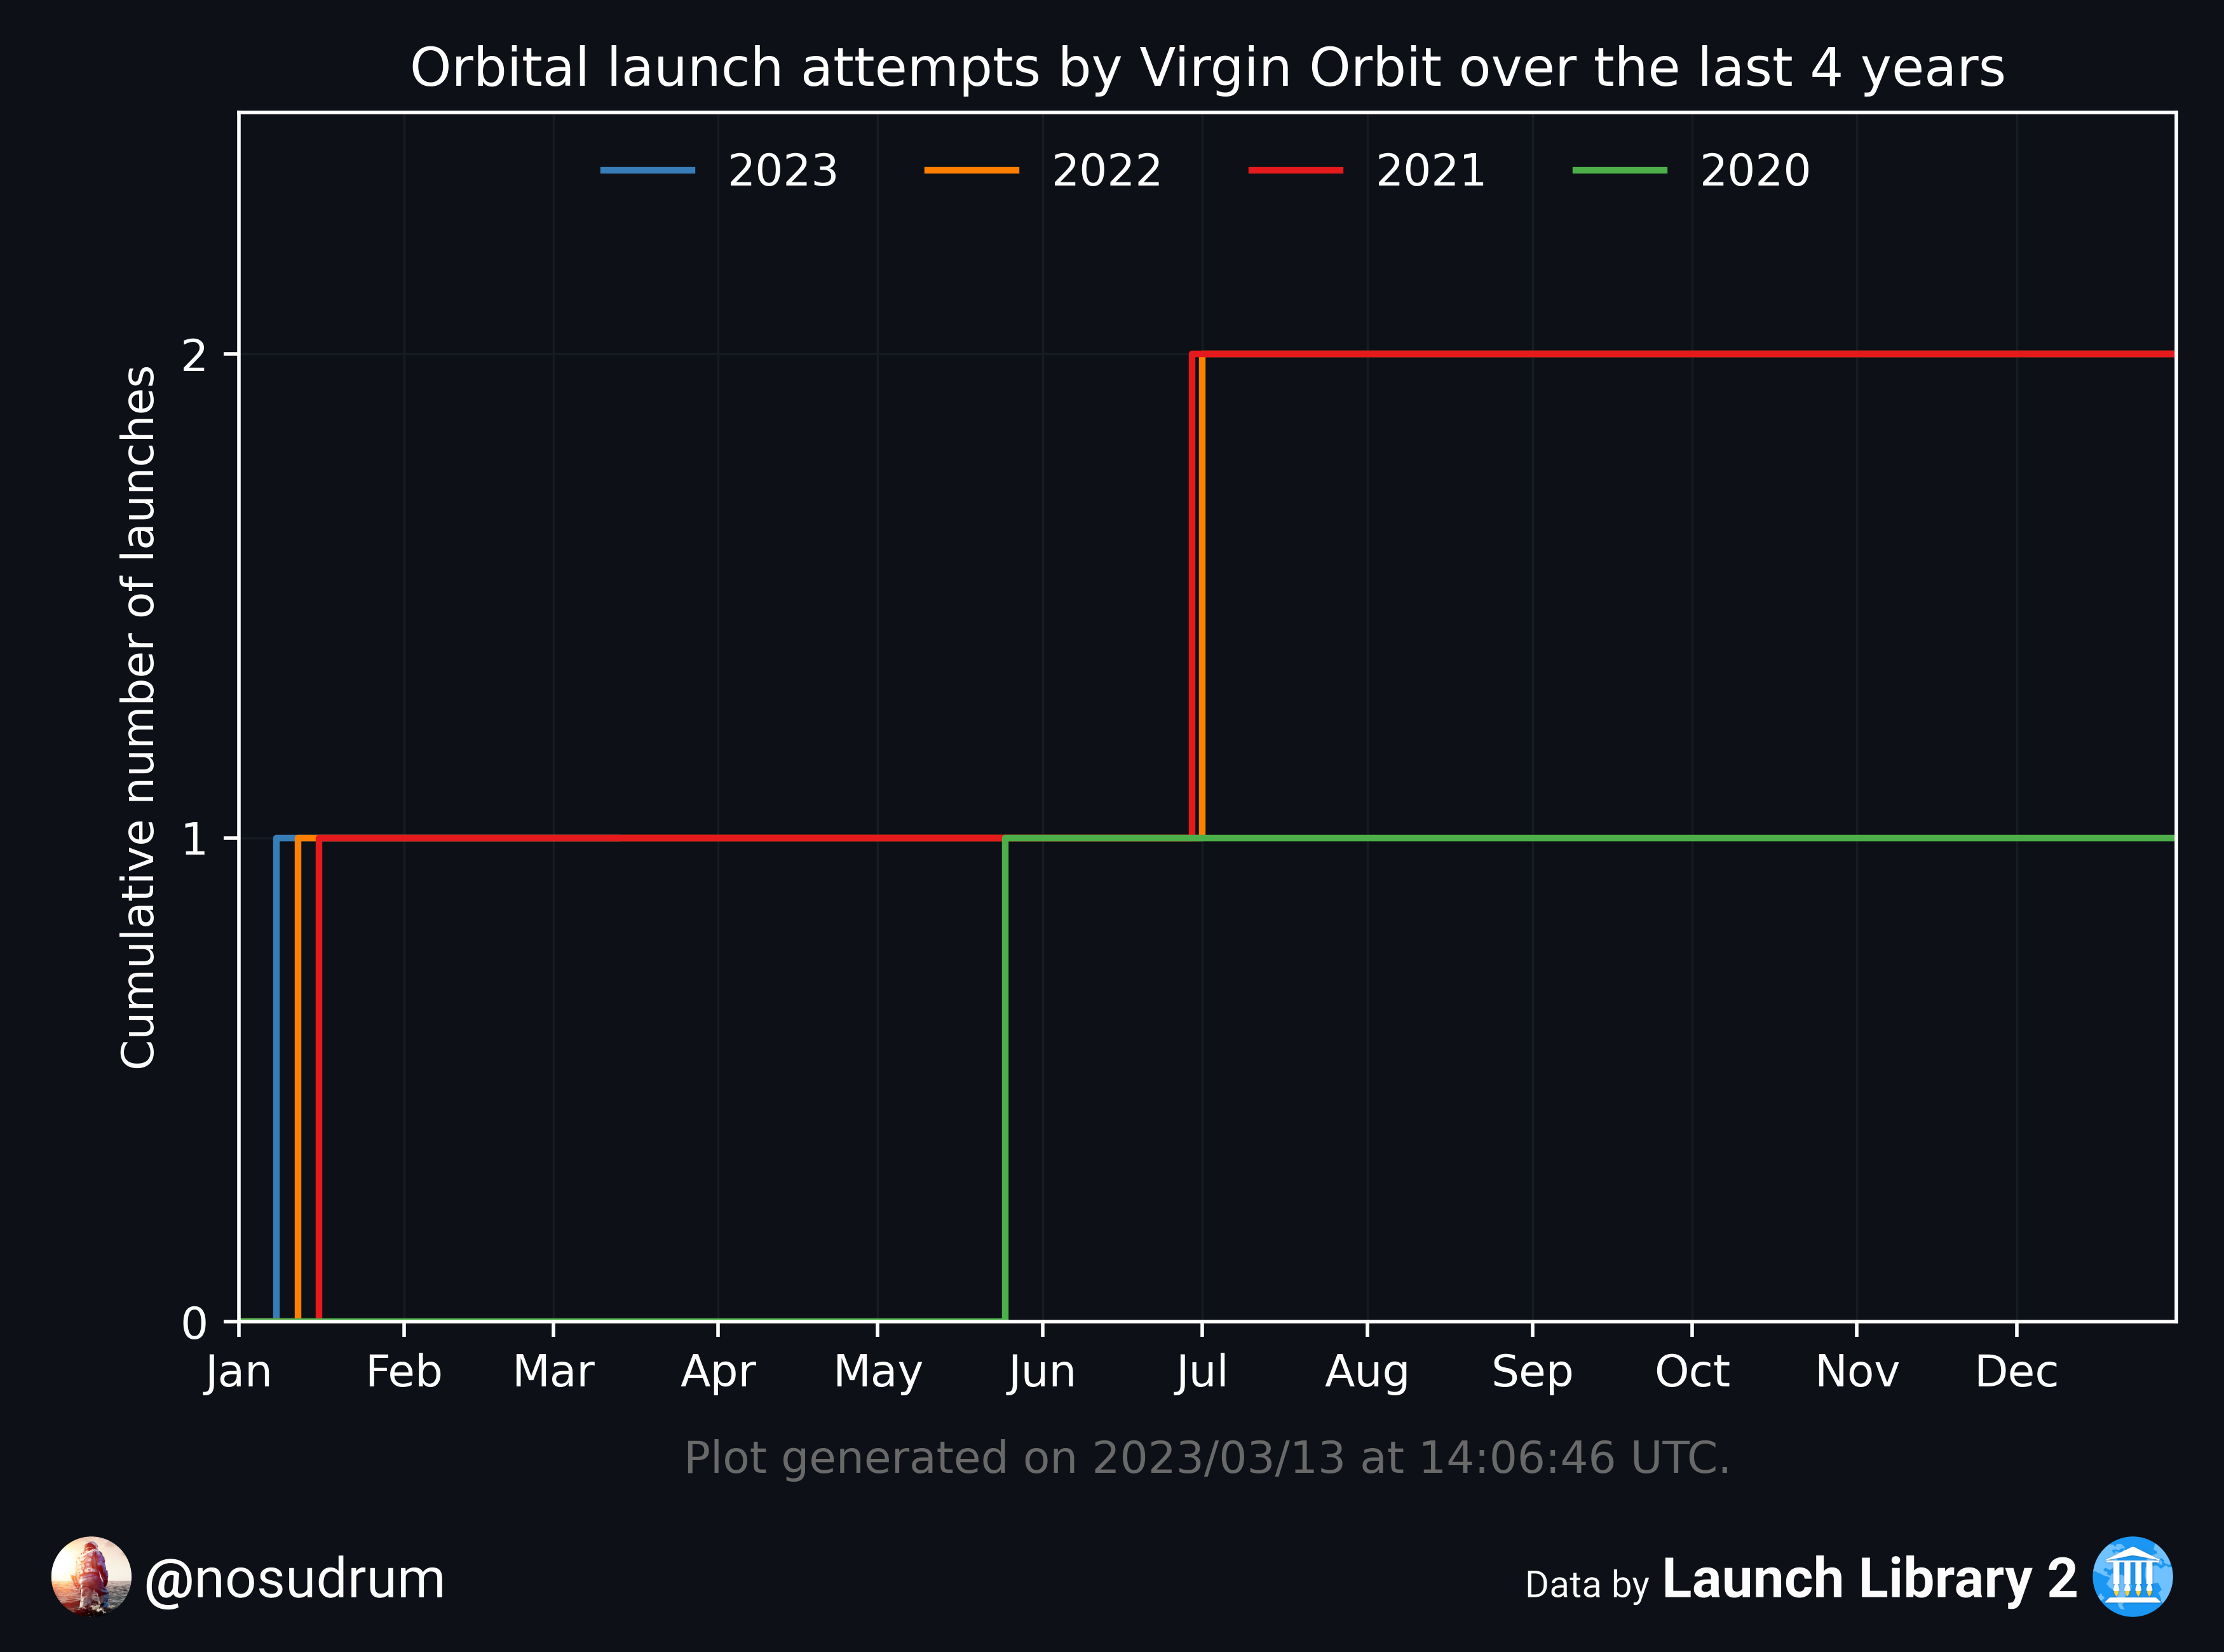 Orbital launch attempts by Virgin Orbit over the last 4 years
2023 2022 2021 2020
Cumulative number of launches
2
1
0
Jan Feb Mar Apr May Jun Jul Aug Sep Oct Nov Dec
Plot generated on 2023/03/13 at 14:06:46 UTC.
@nosudrum
Data by Launch Library 2